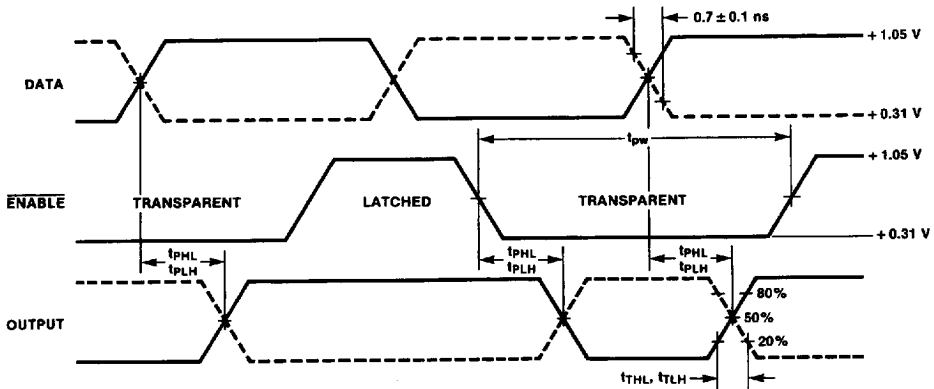 0.7 ± 0.1 ns
+ 1.05 V
DATA
+ 0.31 V
tpw
+ 1.05 V
ENABLE
TRANSPARENT
LATCHED
TRANSPARENT
+ 0.31 V
tPHL
tPLH
tPHL
tPLH
tPHL
tPLH
80%
OUTPUT
50%
20%
tTHL, tTLH